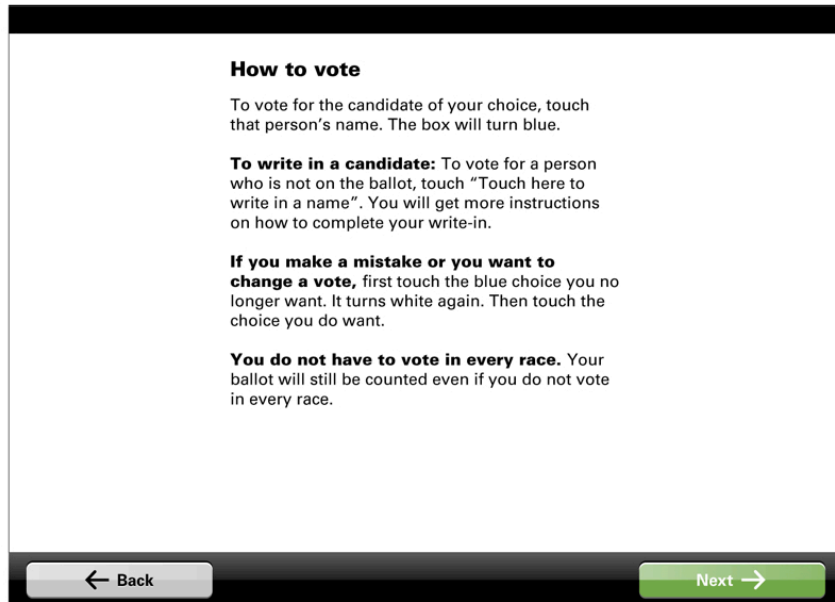 How to vote
To vote for the candidate of your choice, touch
that person's name. The box will turn blue.
To write in a candidate: To vote for a person
who is not on the ballot, touch “Touch here to
write in a name”. You will get more instructions
on how to complete your write-in.
If you make a mistake or you want to
change a vote, first touch the blue choice you no
longer want. It turns white again. Then touch the
choice you do want.
You do not have to vote in every race. Your
ballot will still be counted even if you do not vote
in every race.
← Back
Next →